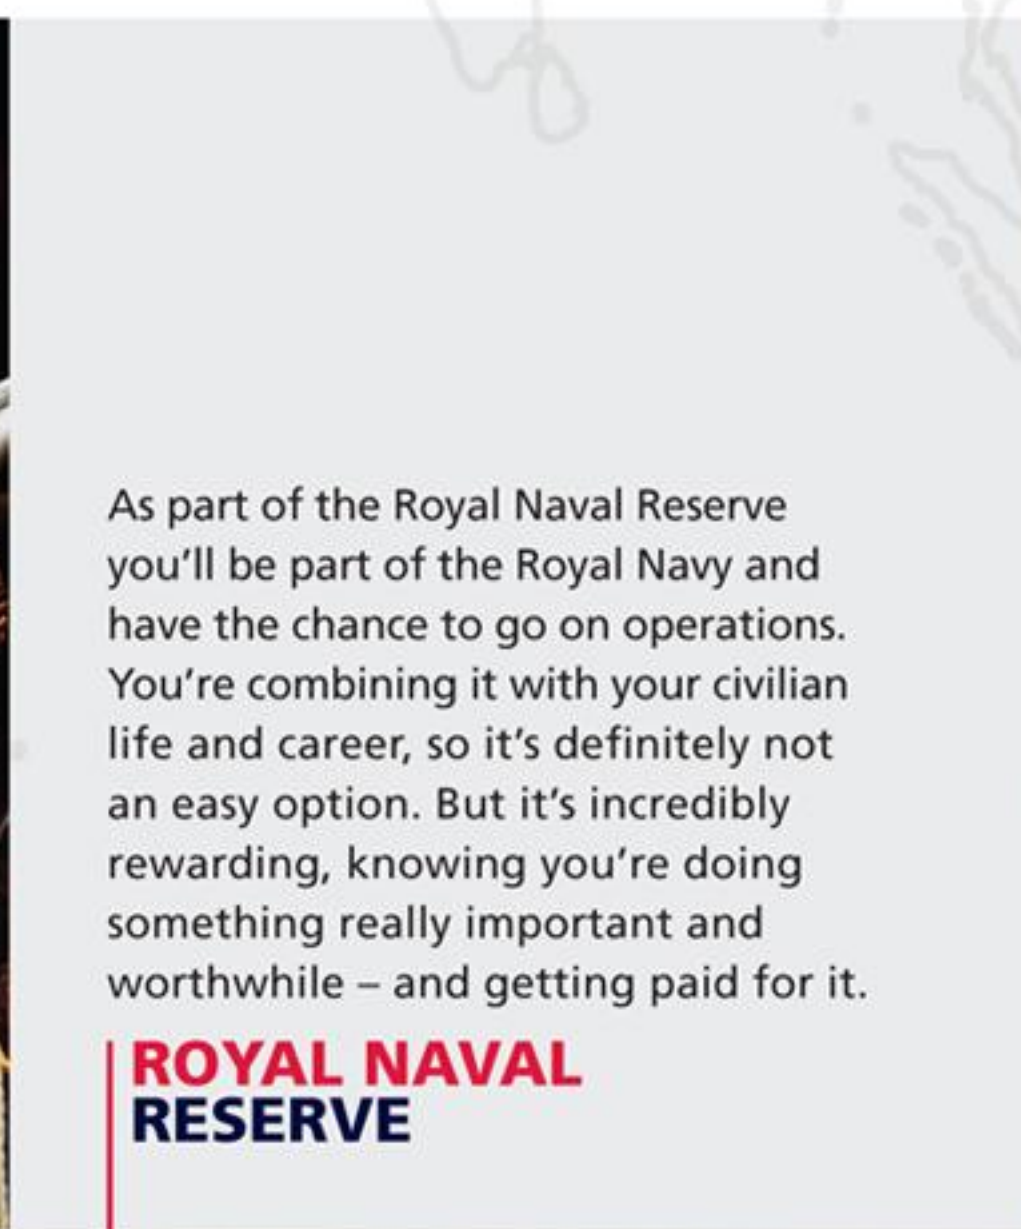 As part of the Royal Naval Reserve
you'll be part of the Royal Navy and
have the chance to go on operations.
You're combining it with your civilian
life and career, so it's definitely not
an easy option. But it's incredibly
rewarding, knowing you're doing
something really important and
worthwhile – and getting paid for it.
ROYAL NAVAL
RESERVE